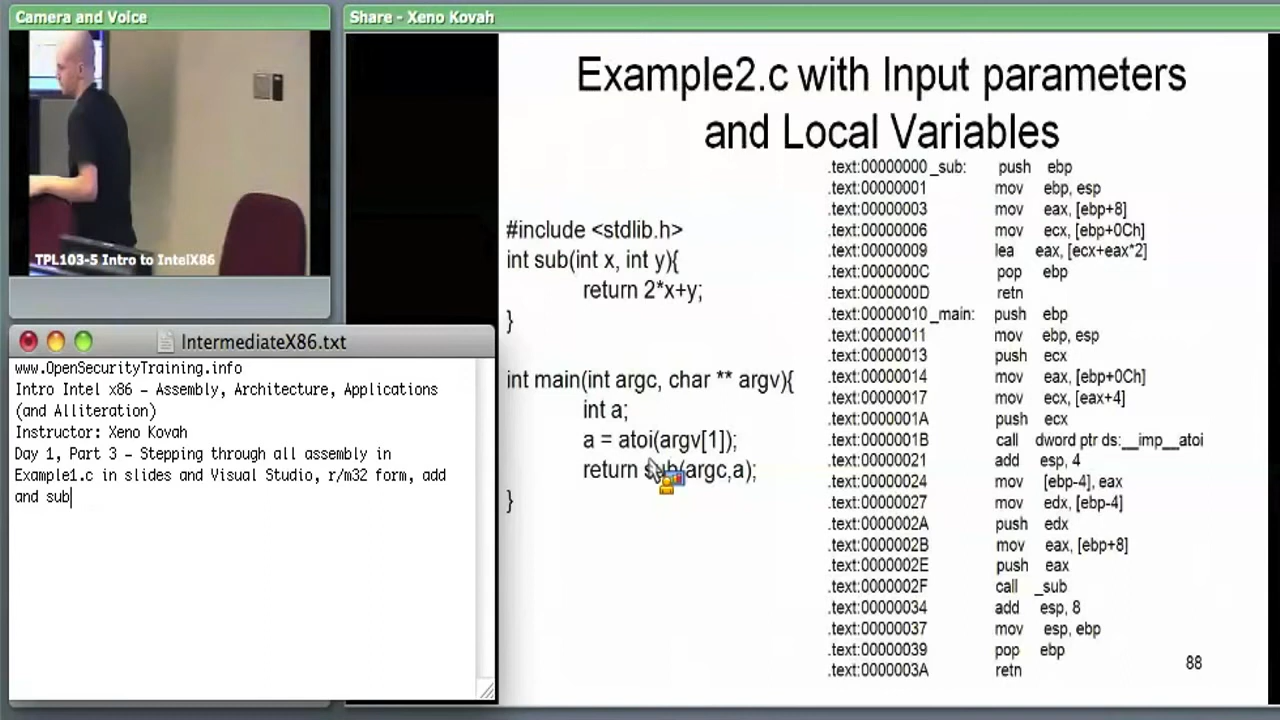 Camera and Voice
TPL103-5 Intro to IntelX86
IntermediateX86.txt
www.OpenSecurityTraining.info
Intro Intel x86 – Assembly, Architecture, Applications
(and Alliteration)
Instructor: Xeno Kovah
Day 1, Part 3 – Stepping through all assembly in
Example1.c in slides and Visual Studio, r/m32 form, add
and sub
Share - Xeno Kovah
Example2.c with Input parameters
and Local Variables
#include <stdlib.h>
int sub(int x, int y){
return 2*x+y;
}
int main(int argc, char ** argv){
int a;
a = atoi(argv[1]);
return sub(argc,a);
}
.text:00000000 _sub: push ebp
.text:00000001 mov ebp, esp
.text:00000003 mov eax, [ebp+8]
.text:00000006 mov ecx, [ebp+0Ch]
.text:00000009 lea eax, [ecx+eax*2]
.text:0000000C pop ebp
.text:0000000D retn
.text:00000010 _main: push ebp
.text:00000011 mov ebp, esp
.text:00000013 push ecx
.text:00000014 mov eax, [ebp+0Ch]
.text:00000017 mov ecx, [eax+4]
.text:0000001A push ecx
.text:0000001B call dword ptr ds:__imp__atoi
.text:00000021 add esp, 4
.text:00000024 mov [ebp-4], eax
.text:00000027 mov edx, [ebp-4]
.text:0000002A push edx
.text:0000002B mov eax, [ebp+8]
.text:0000002E push eax
.text:0000002F call _sub
.text:00000034 add esp, 8
.text:00000037 mov esp, ebp
.text:00000039 pop ebp
.text:0000003A retn
88